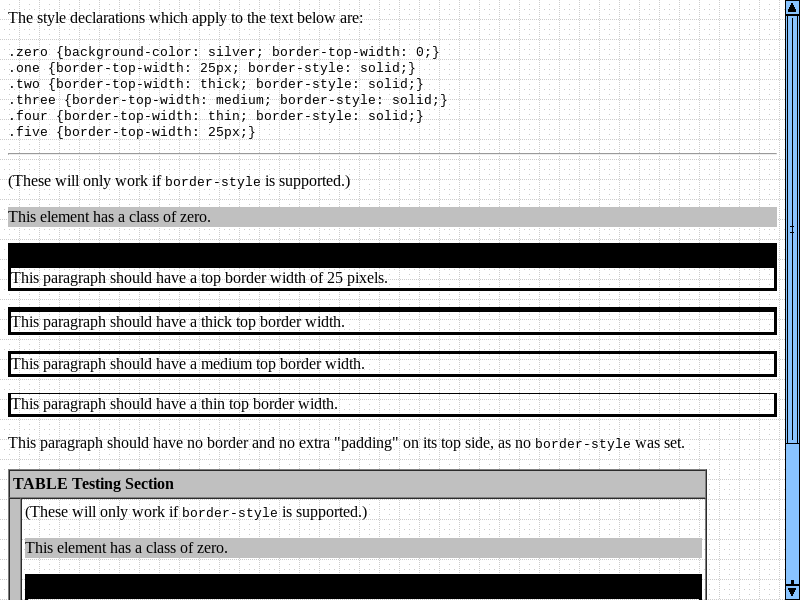 The style declarations which apply to the text below are:
.zero {background-color: silver; border-top-width: 0;}
.one {border-top-width: 25px; border-style: solid;}
.two {border-top-width: thick; border-style: solid;}
.three {border-top-width: medium; border-style: solid;}
.four {border-top-width: thin; border-style: solid;}
.five {border-top-width: 25px;}
(These will only work if border-style is supported.)
This element has a class of zero.
This paragraph should have a top border width of 25 pixels.
This paragraph should have a thick top border width.
This paragraph should have a medium top border width.
This paragraph should have a thin top border width.
This paragraph should have no border and no extra "padding" on its top side, as no border-style was set.
TABLE Testing Section
(These will only work if border-style is supported.)
This element has a class of zero.